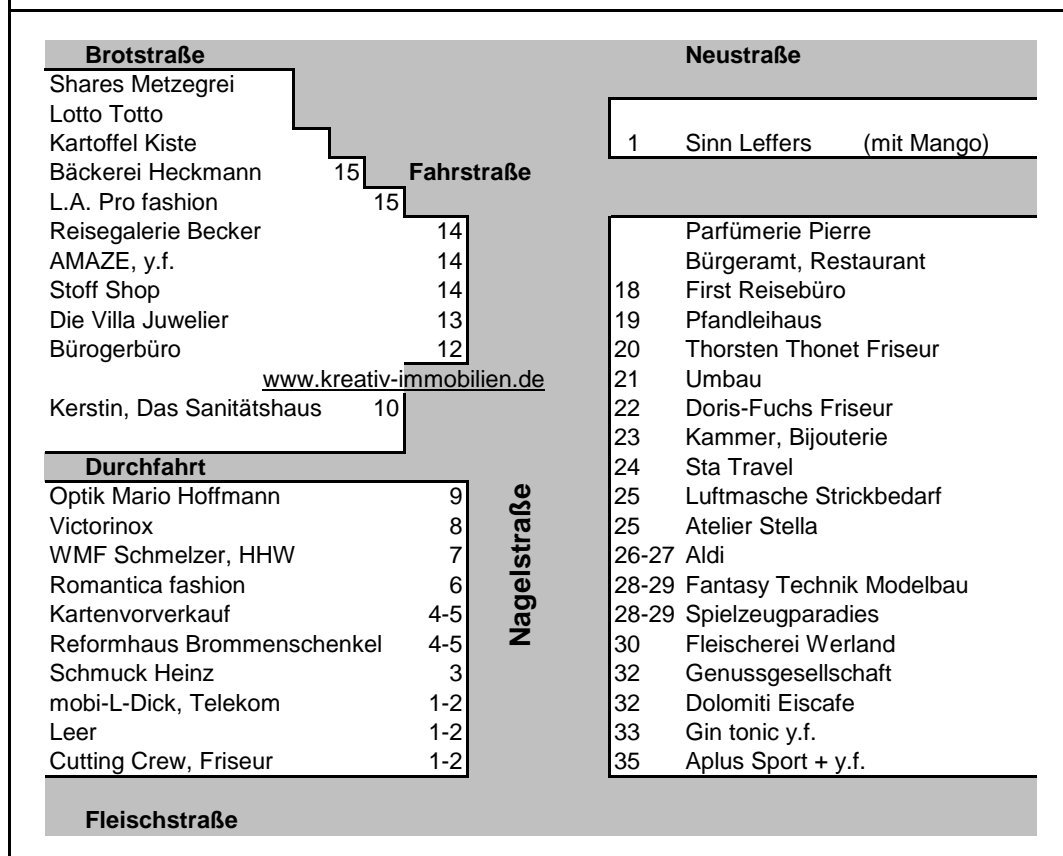 Brotstraße Neustraße
Shares Metzegrei
Lotto Totto
Kartoffel Kiste 1 Sinn Leffers (mit Mango)
Bäckerei Heckmann 15 Fahrstraße
L.A. Pro fashion 15
Reisegalerie Becker 14 Parfümerie Pierre
AMAZE, y.f. 14 Bürgeramt, Restaurant
Stoff Shop 14 18 First Reisebüro
Die Villa Juwelier 13 19 Pfandleihaus
Bürogerbüro 12 20 Thorsten Thonet Friseur
www.kreativ-immobilien.de 21 Umbau
Kerstin, Das Sanitätshaus 10 22 Doris-Fuchs Friseur
23 Kammer, Bijouterie
Durchfahrt 24 Sta Travel
Optik Mario Hoffmann 9 25 Luftmasche Strickbedarf
Victorinox 8 25 Atelier Stella
WMF Schmelzer, HHW 7 26-27 Aldi
Romantica fashion 6 28-29 Fantasy Technik Modelbau
Kartenvorverkauf 4-5 28-29 Spielzeugparadies
Reformhaus Brommenschenkel 4-5 30 Fleischerei Werland
Schmuck Heinz 3 32 Genussgesellschaft
mobi-L-Dick, Telekom 1-2 32 Dolomiti Eiscafe
Leer 1-2 33 Gin tonic y.f.
Cutting Crew, Friseur 1-2 35 Aplus Sport + y.f.
Nagelstraße
Fleischstraße